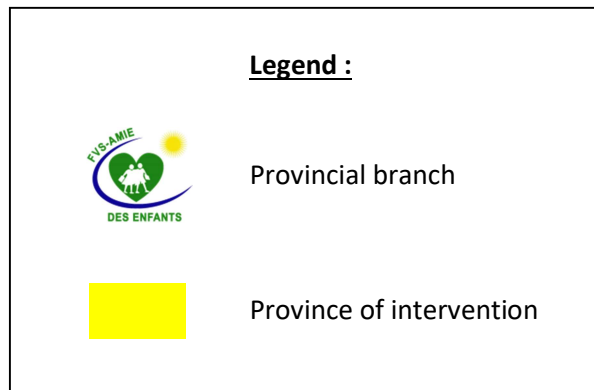 Legend :
FVS-AMIE
DES ENFANTS
Provincial branch
Province of intervention